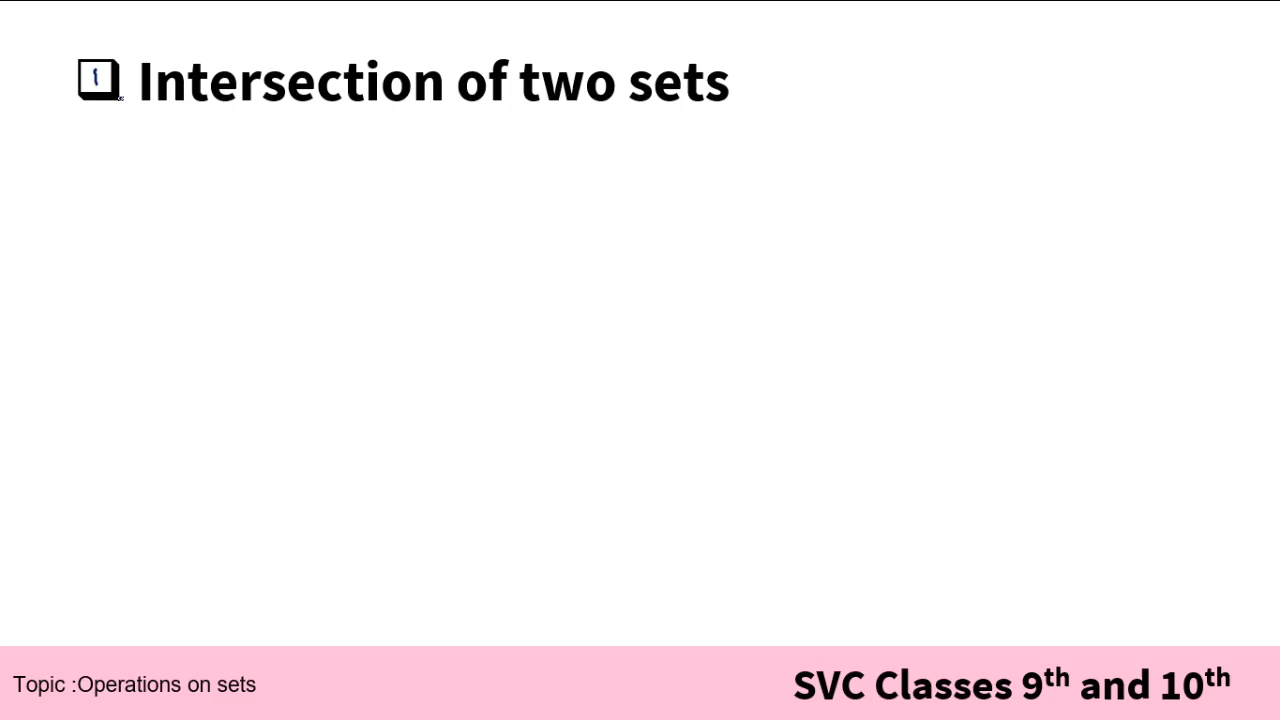 Intersection of two sets
Topic :Operations on sets
SVC Classes 9th and 10th